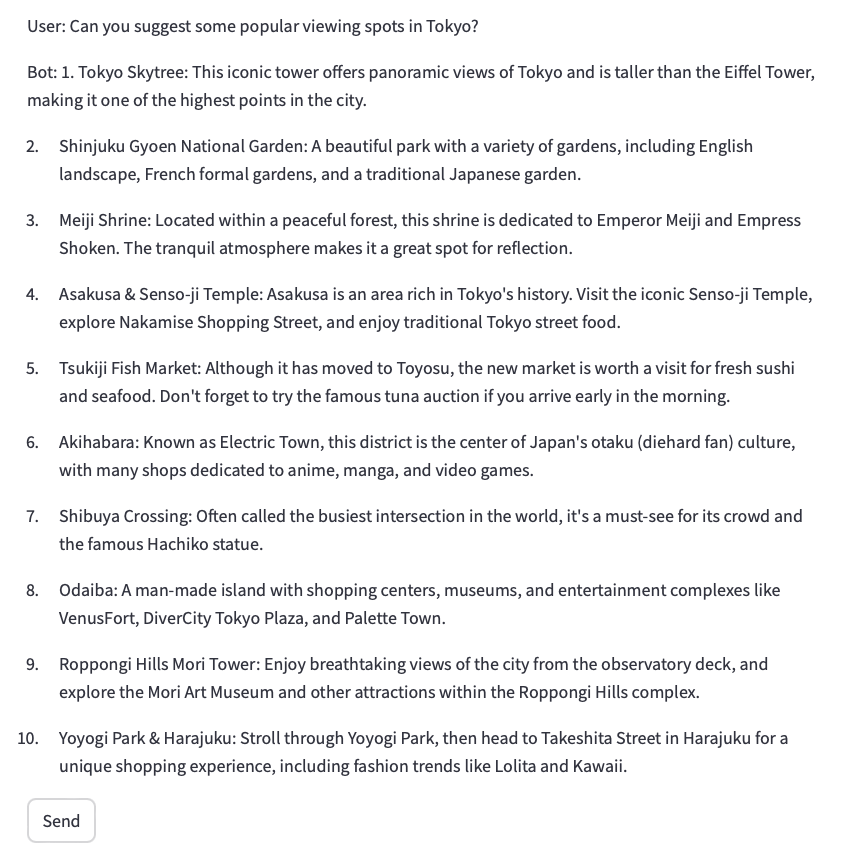 User: Can you suggest some popular viewing spots in Tokyo?
Bot: 1. Tokyo Skytree: This iconic tower offers panoramic views of Tokyo and is taller than the Eiffel Tower,
making it one of the highest points in the city.
2. Shinjuku Gyoen National Garden: A beautiful park with a variety of gardens, including English
landscape, French formal gardens, and a traditional Japanese garden.
3. Meiji Shrine: Located within a peaceful forest, this shrine is dedicated to Emperor Meiji and Empress
Shoken. The tranquil atmosphere makes it a great spot for reflection.
4. Asakusa & Senso-ji Temple: Asakusa is an area rich in Tokyo's history. Visit the iconic Senso-ji Temple,
explore Nakamise Shopping Street, and enjoy traditional Tokyo street food.
5. Tsukiji Fish Market: Although it has moved to Toyosu, the new market is worth a visit for fresh sushi
and seafood. Don't forget to try the famous tuna auction if you arrive early in the morning.
6. Akihabara: Known as Electric Town, this district is the center of Japan's otaku (diehard fan) culture,
with many shops dedicated to anime, manga, and video games.
7. Shibuya Crossing: Often called the busiest intersection in the world, it's a must-see for its crowd and
the famous Hachiko statue.
8. Odaiba: A man-made island with shopping centers, museums, and entertainment complexes like
VenusFort, DiverCity Tokyo Plaza, and Palette Town.
9. Roppongi Hills Mori Tower: Enjoy breathtaking views of the city from the observatory deck, and
explore the Mori Art Museum and other attractions within the Roppongi Hills complex.
10. Yoyogi Park & Harajuku: Stroll through Yoyogi Park, then head to Takeshita Street in Harajuku for a
unique shopping experience, including fashion trends like Lolita and Kawaii.
Send